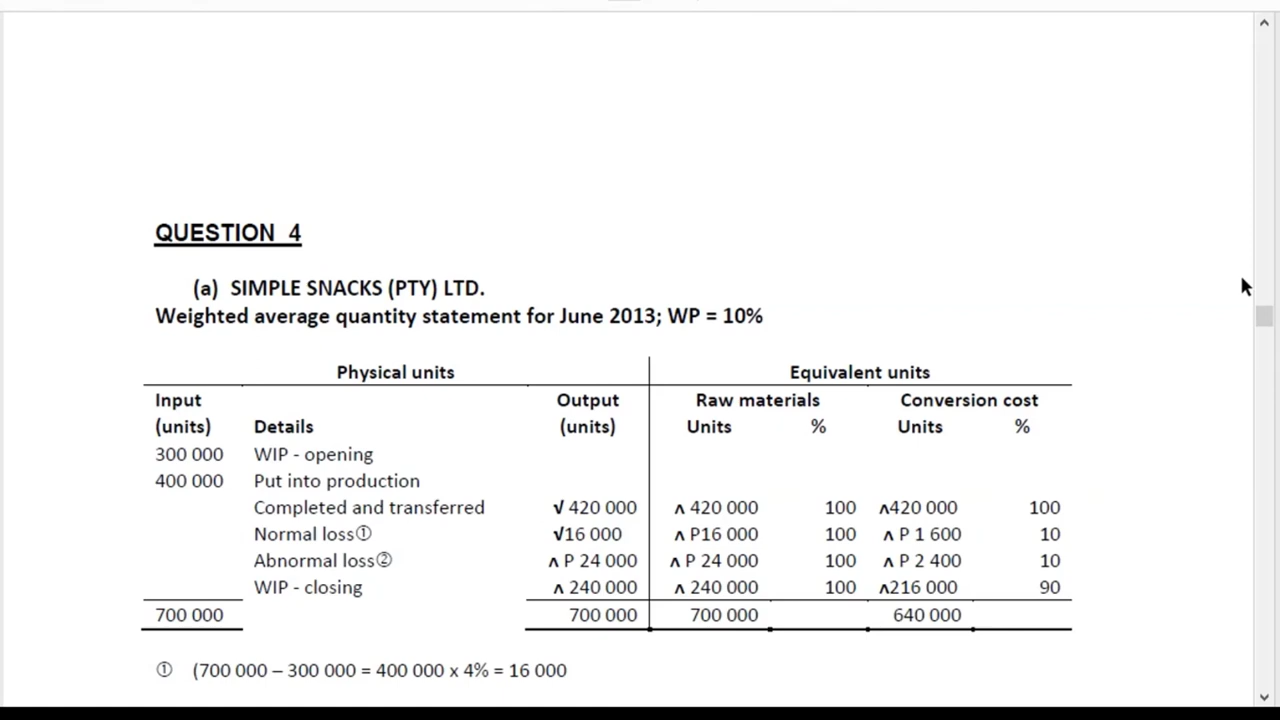 QUESTION 4
(a) SIMPLE SNACKS (PTY) LTD.
Weighted average quantity statement for June 2013; WP = 10%
Physical units Equivalent units
Input Output Raw materials Conversion cost
(units) Details (units) Units % Units %
300 000 WIP - opening
400 000 Put into production
Completed and transferred √ 420 000 ʌ 420 000 100 ʌ420 000 100
Normal loss① √16 000 ʌ P16 000 100 ʌ P 1 600 10
Abnormal loss② ʌ P 24 000 ʌ P 24 000 100 ʌ P 2 400 10
WIP - closing ʌ 240 000 ʌ 240 000 100 ʌ216 000 90
700 000 700 000 700 000 640 000
① (700 000 – 300 000 = 400 000 x 4% = 16 000